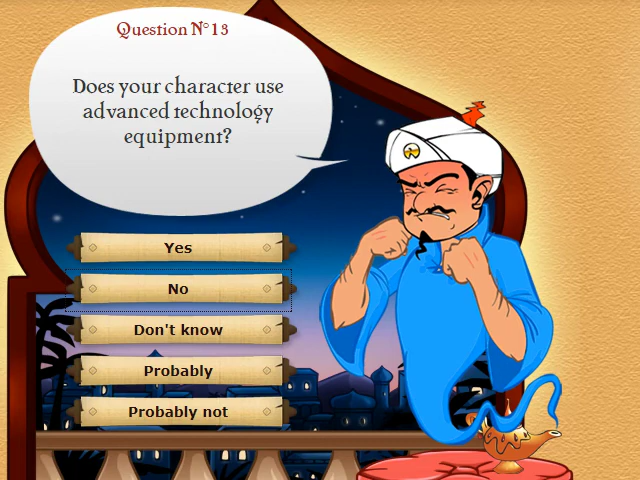 Question N°13
Does your character use
advanced technology
equipment?
Yes
No
Don't know
Probably
Probably not